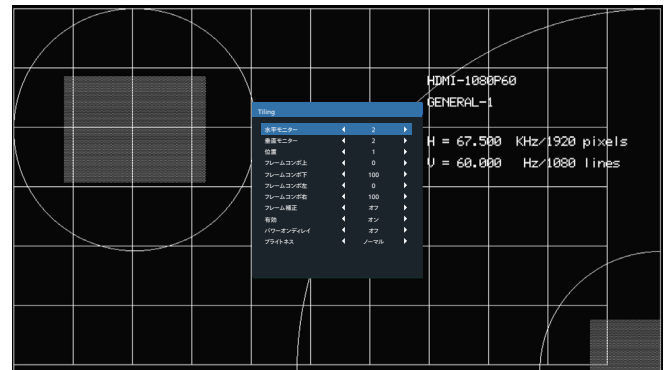 HDMI-1080P60
GENERAL-1
H = 67.500 KHz/1920 pixels
V = 60.000 Hz/1080 lines
Tiling
水平モニター 2
垂直モニター 2
位置 1
フレームコンポ上 0
フレームコンポ下 100
フレームコンポ左 0
フレームコンポ右 100
フレーム補正 オフ
有効 オン
パワーオンディレイ オフ
ブライトネス ノーマル